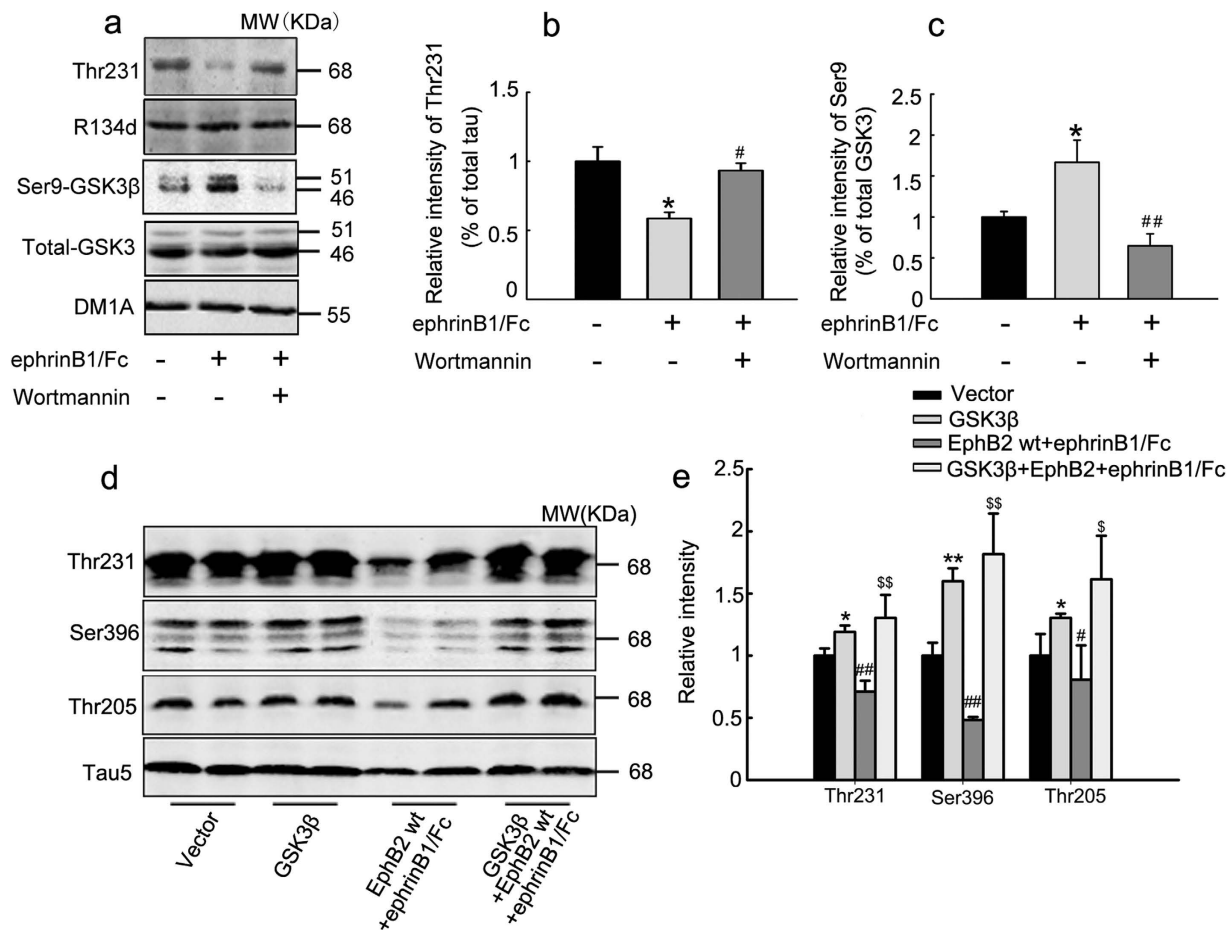 a
MW（KDa)
Thr231
68
R134d
68
Ser9-GSK3β
51
46
Total-GSK3
51
46
DM1A
55
ephrinB1/Fc - + +
Wortmannin - - +
b
Relative intensity of Thr231
(% of total tau)
1.5
1
0.5
0
*
#
ephrinB1/Fc - + +
Wortmannin - - +
c
Relative intensity of Ser9
(% of total GSK3)
2.5
2
1.5
1
0.5
0
*
##
ephrinB1/Fc - + +
Wortmannin - - +
d
MW(KDa)
Thr231
68
Ser396
68
Thr205
68
Tau5
68
Vector
GSK3β
EphB2 wt
+ephrinB1/Fc
GSK3β
+EphB2 wt
+ephrinB1/Fc
Vector
GSK3β
EphB2 wt+ephrinB1/Fc
GSK3β+EphB2+ephrinB1/Fc
e
Relative intensity
2.5
2
1.5
1
0.5
0
* ## $$
** ## $$
* # $
Thr231 Ser396 Thr205